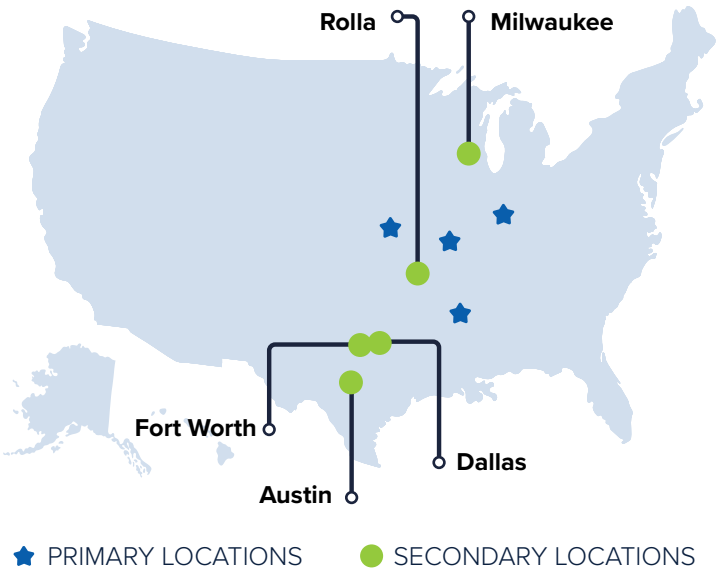 Rolla
Milwaukee
Fort Worth
Dallas
Austin
PRIMARY LOCATIONS
SECONDARY LOCATIONS